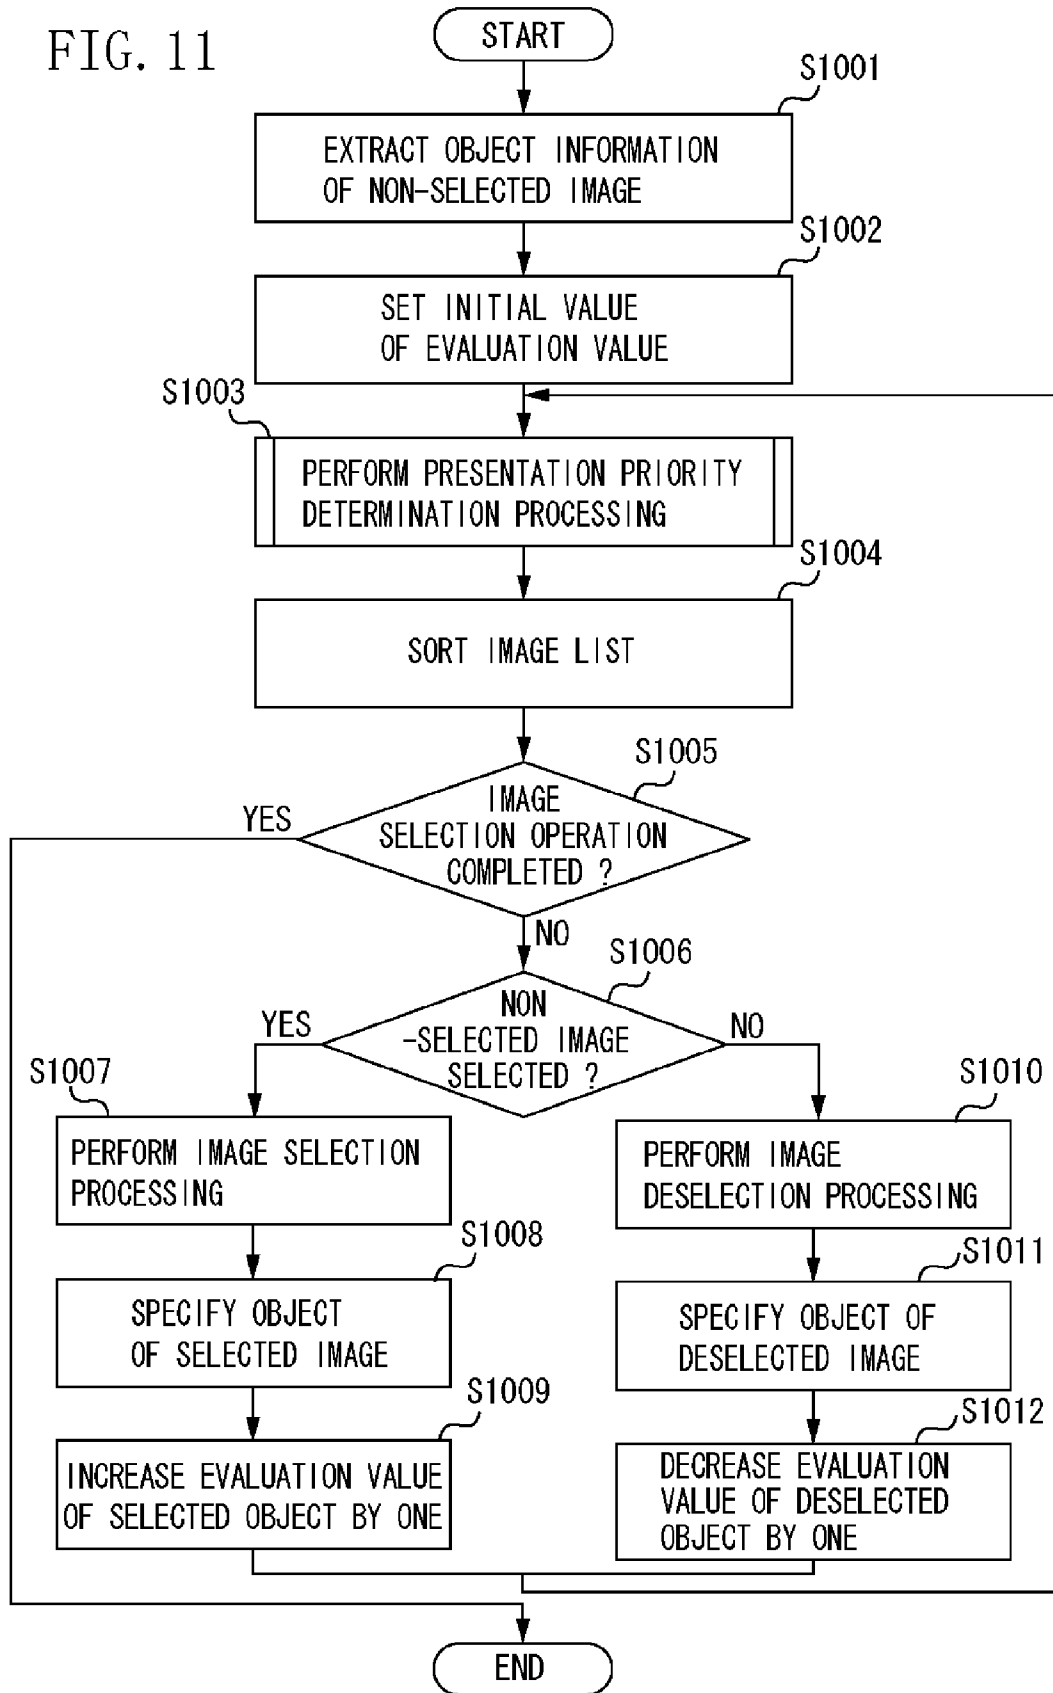 FIG. 11
START
S1001
EXTRACT OBJECT INFORMATION
OF NON-SELECTED IMAGE
S1002
SET INITIAL VALUE
OF EVALUATION VALUE
S1003
PERFORM PRESENTATION PRIORITY
DETERMINATION PROCESSING
S1004
SORT IMAGE LIST
S1005
IMAGE
SELECTION OPERATION
COMPLETED ?
YES
NO
S1006
NON
-SELECTED IMAGE
SELECTED ?
YES
NO
S1007
PERFORM IMAGE SELECTION
PROCESSING
S1008
SPECIFY OBJECT
OF SELECTED IMAGE
S1009
INCREASE EVALUATION VALUE
OF SELECTED OBJECT BY ONE
S1010
PERFORM IMAGE
DESELECTION PROCESSING
S1011
SPECIFY OBJECT OF
DESELECTED IMAGE
S1012
DECREASE EVALUATION
VALUE OF DESELECTED
OBJECT BY ONE
END